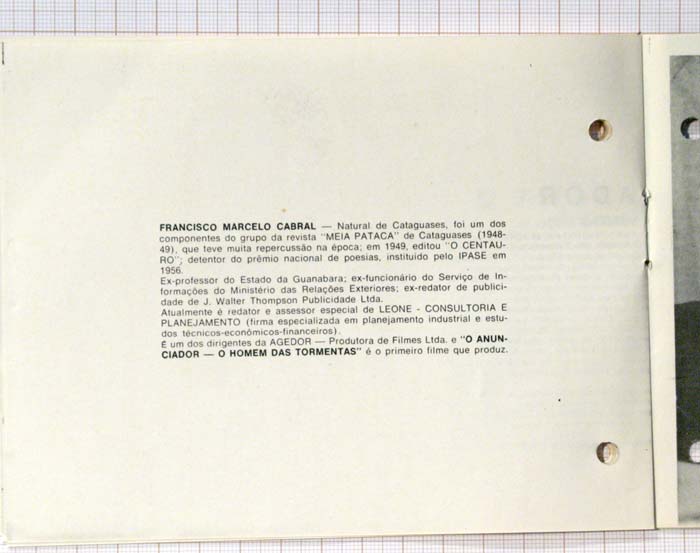 FRANCISCO MARCELO CABRAL — Natural de Cataguases, foi um dos
componentes do grupo da revista "MEIA PATACA" de Cataguases (1948-
49), que teve muita repercussão na época; em 1949, editou "O CENTAU-
RO"; detentor do prêmio nacional de poesias, instituído pelo IPASE em
1956.
Ex-professor do Estado da Guanabara; ex-funcionário do Serviço de In-
formações do Ministério das Relações Exteriores; ex-redator de publici-
dade de J. Walter Thompson Publicidade Ltda.
Atualmente é redator e assessor especial de LEONE - CONSULTORIA E
PLANEJAMENTO (firma especializada em planejamento industrial e estu-
dos técnicos-econômicos-financeiros).
É um dos dirigentes da AGEDOR — Produtora de Filmes Ltda. e "O ANUN-
CIADOR — O HOMEM DAS TORMENTAS" é o primeiro filme que produz.